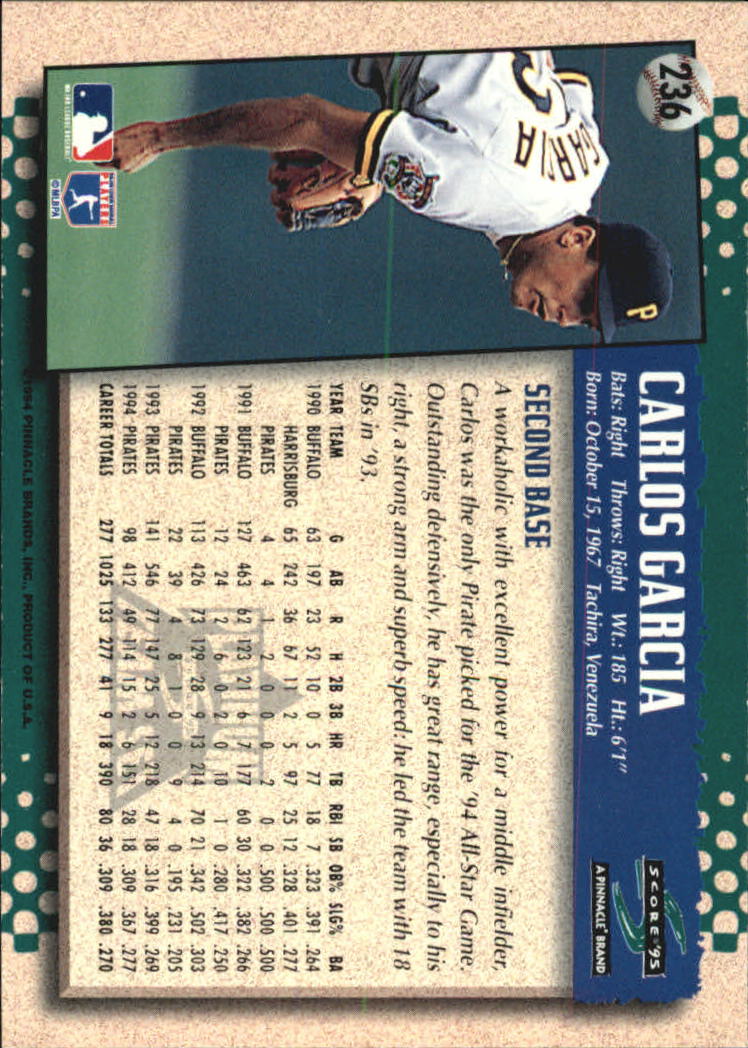 236
GARCIA
P
MAJOR LEAGUE BASEBALL
PLAYERS
©MLBPA
CARLOS GARCIA
Bats: Right Throws: Right Wt.: 185 Ht.: 6'1"
Born: October 15, 1967 Tachira, Venezuela
SCORE® '95
A PINNACLE® BRAND
SECOND BASE
A workaholic with excellent power for a middle infielder,
Carlos was the only Pirate picked for the '94 All-Star Game.
Outstanding defensively, he has great range, especially to his
right, a strong arm and superb speed: he led the team with 18
SBs in '93.
YEAR TEAM G AB R H 2B 3B HR TB RBI SB OB% SLG% BA
1990 BUFFALO 63 197 23 52 10 0 5 77 18 7 .323 .391 .264
HARRISBURG 65 242 36 67 11 2 5 97 25 12 .328 .401 .277
PIRATES 4 4 1 2 0 0 0 2 0 0 .500 .500 .500
1991 BUFFALO 127 463 62 123 21 6 7 177 60 30 .322 .382 .266
PIRATES 12 24 2 6 0 2 0 10 1 0 .280 .417 .250
1992 BUFFALO 113 426 73 129 28 9 13 214 70 21 .342 .502 .303
PIRATES 22 39 4 8 1 0 0 9 4 0 .195 .231 .205
1993 PIRATES 141 546 77 147 25 5 12 218 47 18 .316 .399 .269
1994 PIRATES 98 412 49 114 15 2 6 151 28 18 .309 .367 .277
CAREER TOTALS 277 1025 133 277 41 9 18 390 80 36 .309 .380 .270
©1994 PINNACLE BRANDS, INC., PRODUCT OF U.S.A.